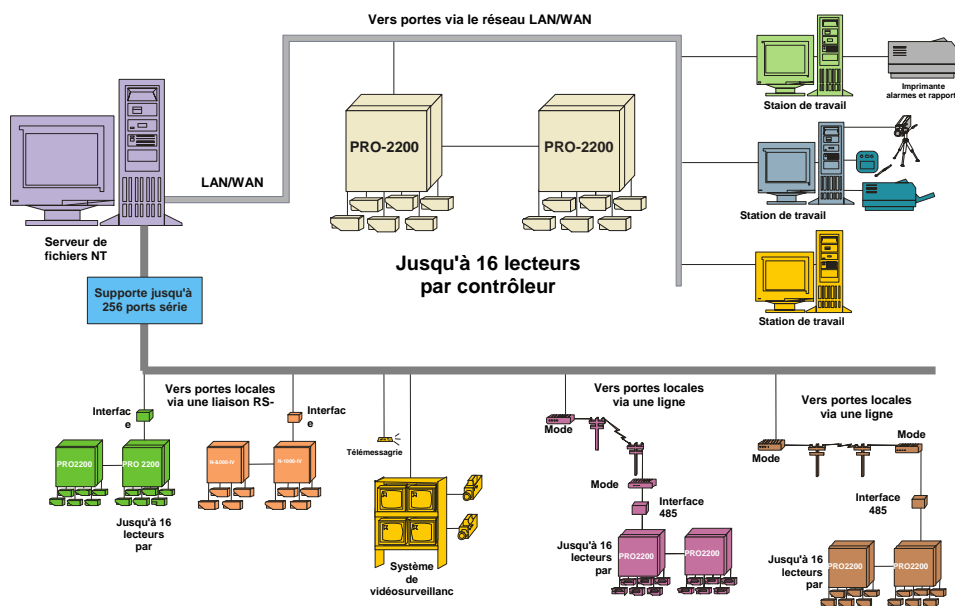 Vers portes via le réseau LAN/WAN
Imprimante
alarmes et rapport
Staion de travail
PRO-2200
PRO-2200
LAN/WAN
Station de travail
Serveur de
fichiers NT
Jusqu'à 16 lecteurs
par contrôleur
Supporte jusqu'à
256 ports série
Station de travail
Vers portes locales
via une liaison RS-
Vers portes locales
via une ligne
Vers portes locales
via une ligne
Interfac
e
Interfac
e
Mode
Mode
Mode
Télémessagrie
PRO2200
PRO 2200
N-1000-IV
Mode
Interface
485
Interface
485
Jusqu'à 16
lecteurs
par
Système
de
vidéosurveillanc
Jusqu'à 16
lecteurs
par
PRO2200
PRO2200
Jusqu'à 16
lecteurs
par
PRO2200
PRO2200